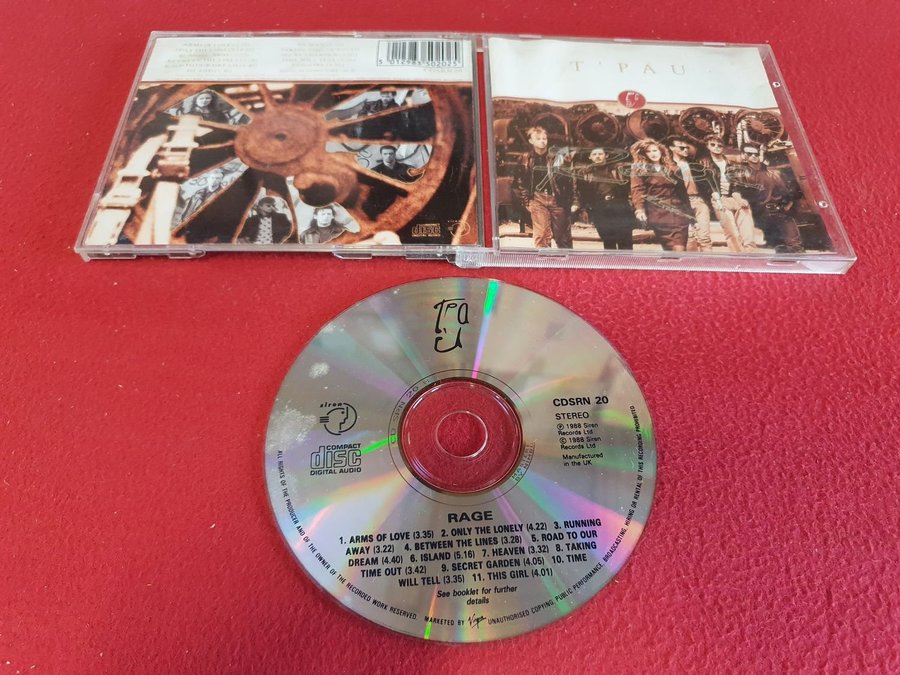 5 012983 502025
T'PAU
T'Pau
siren
COMPACT
disc
DIGITAL AUDIO
CDSRN 20
STEREO
Ⓟ 1988 Siren
Records Ltd
© 1988 Siren
Records Ltd
Manufactured
in the UK
RAGE
1. ARMS OF LOVE (3.35) 2. ONLY THE LONELY (4.22) 3. RUNNING
AWAY (3.22) 4. BETWEEN THE LINES (3.28) 5. ROAD TO OUR
DREAM (4.40) 6. ISLAND (5.16) 7. HEAVEN (3.32) 8. TAKING
TIME OUT (3.42) 9. SECRET GARDEN (4.05) 10. TIME
WILL TELL (3.35) 11. THIS GIRL (4.01)
See booklet for further
details
ALL RIGHTS OF THE PRODUCER AND OF THE OWNER OF THE RECORDED WORK RESERVED. MARKETED BY Virgin UNAUTHORISED COPYING, PUBLIC PERFORMANCE, BROADCASTING, HIRING OR RENTAL OF THIS RECORDING PROHIBITED